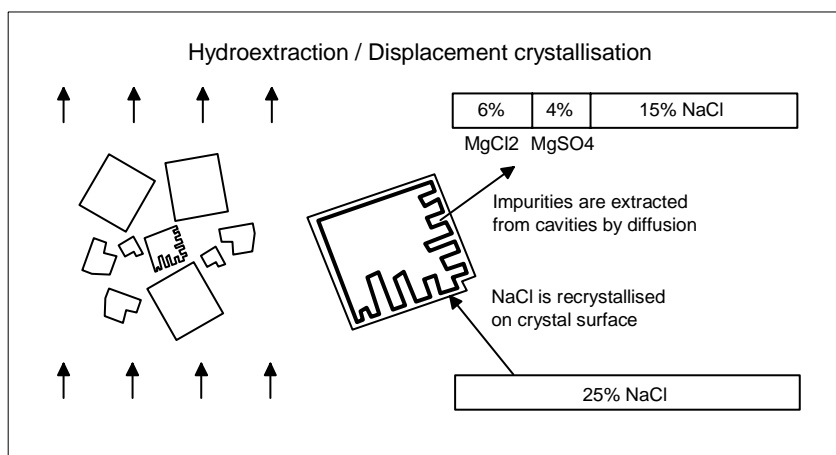 Hydroextraction / Displacement crystallisation
6% 4% 15% NaCl
MgCl2 MgSO4
Impurities are extracted
from cavities by diffusion
NaCl is recrystallised
on crystal surface
25% NaCl